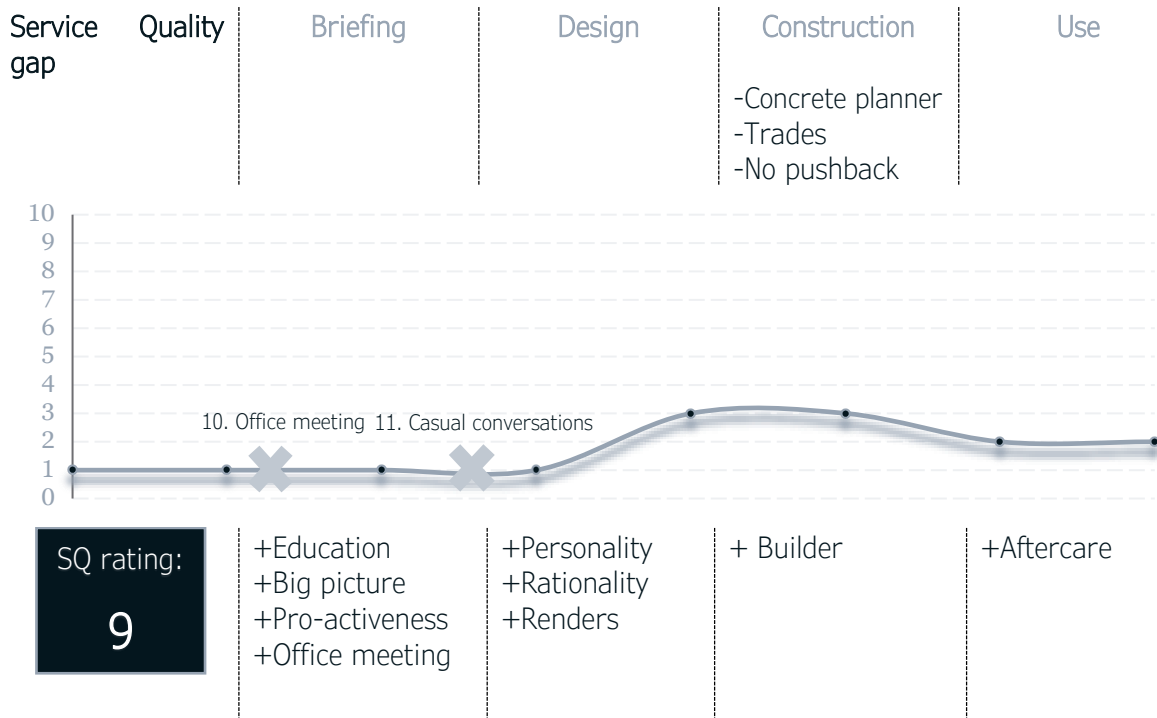 Service Quality
gap
Briefing
Design
Construction
Use
-Concrete planner
-Trades
-No pushback
10
9
8
7
6
5
4
3
2
1
0
10. Office meeting
11. Casual conversations
SQ rating:
9
+Education
+Big picture
+Pro-activeness
+Office meeting
+Personality
+Rationality
+Renders
+ Builder
+Aftercare